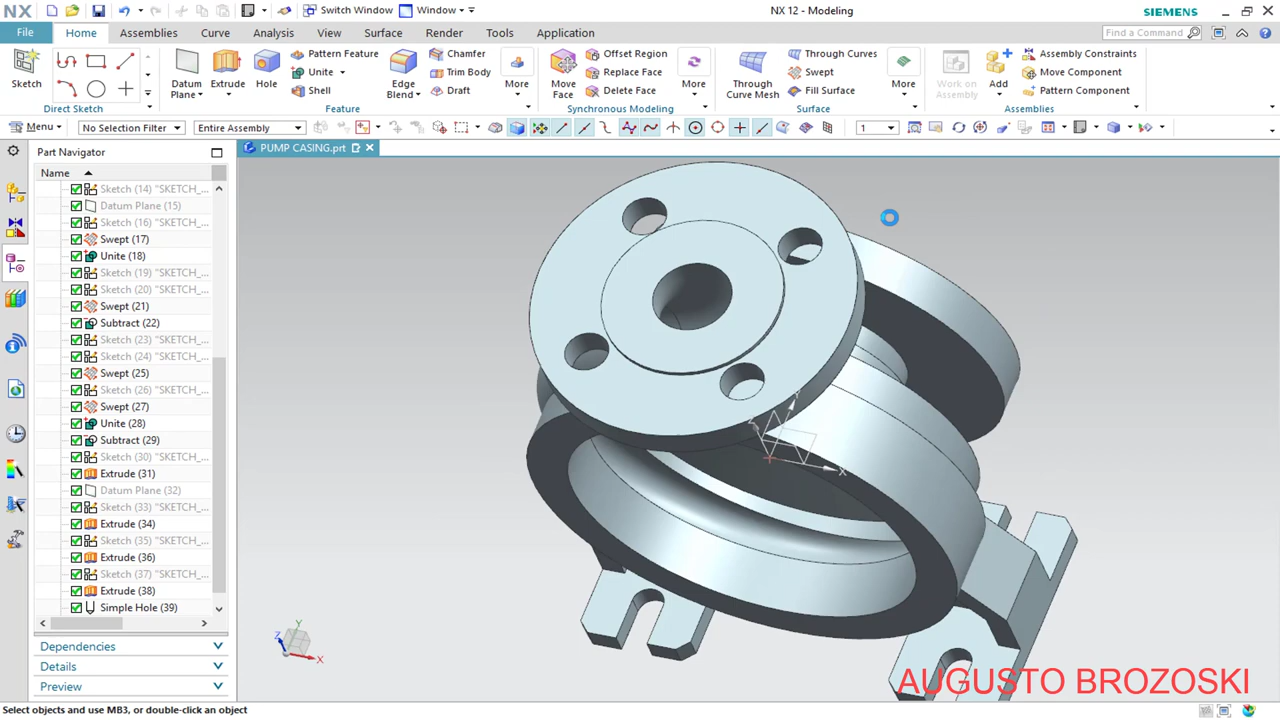 NX
Switch Window
Window
NX 12 - Modeling
SIEMENS
File
Home
Assemblies
Curve
Analysis
View
Surface
Render
Tools
Application
Find a Command
Sketch
Direct Sketch
Datum Plane
Extrude
Hole
Pattern Feature
Unite
Shell
Edge Blend
Chamfer
Trim Body
Draft
More
Feature
Move Face
Offset Region
Replace Face
Delete Face
More
Synchronous Modeling
Through Curve Mesh
Through Curves
Swept
Fill Surface
More
Surface
Work on Assembly
Add
Assembly Constraints
Move Component
Pattern Component
Assemblies
Menu
No Selection Filter
Entire Assembly
1
Part Navigator
PUMP CASING.prt
Name
Sketch (14) "SKETCH_...
Datum Plane (15)
Sketch (16) "SKETCH_...
Swept (17)
Unite (18)
Sketch (19) "SKETCH_...
Sketch (20) "SKETCH_...
Swept (21)
Subtract (22)
Sketch (23) "SKETCH_...
Sketch (24) "SKETCH_...
Swept (25)
Sketch (26) "SKETCH_...
Swept (27)
Unite (28)
Subtract (29)
Sketch (30) "SKETCH_...
Extrude (31)
Datum Plane (32)
Sketch (33) "SKETCH_...
Extrude (34)
Sketch (35) "SKETCH_...
Extrude (36)
Sketch (37) "SKETCH_...
Extrude (38)
Simple Hole (39)
Dependencies
Details
Preview
X
Z
Y
X
AUGUSTO BROZOSKI
Select objects and use MB3, or double-click an object